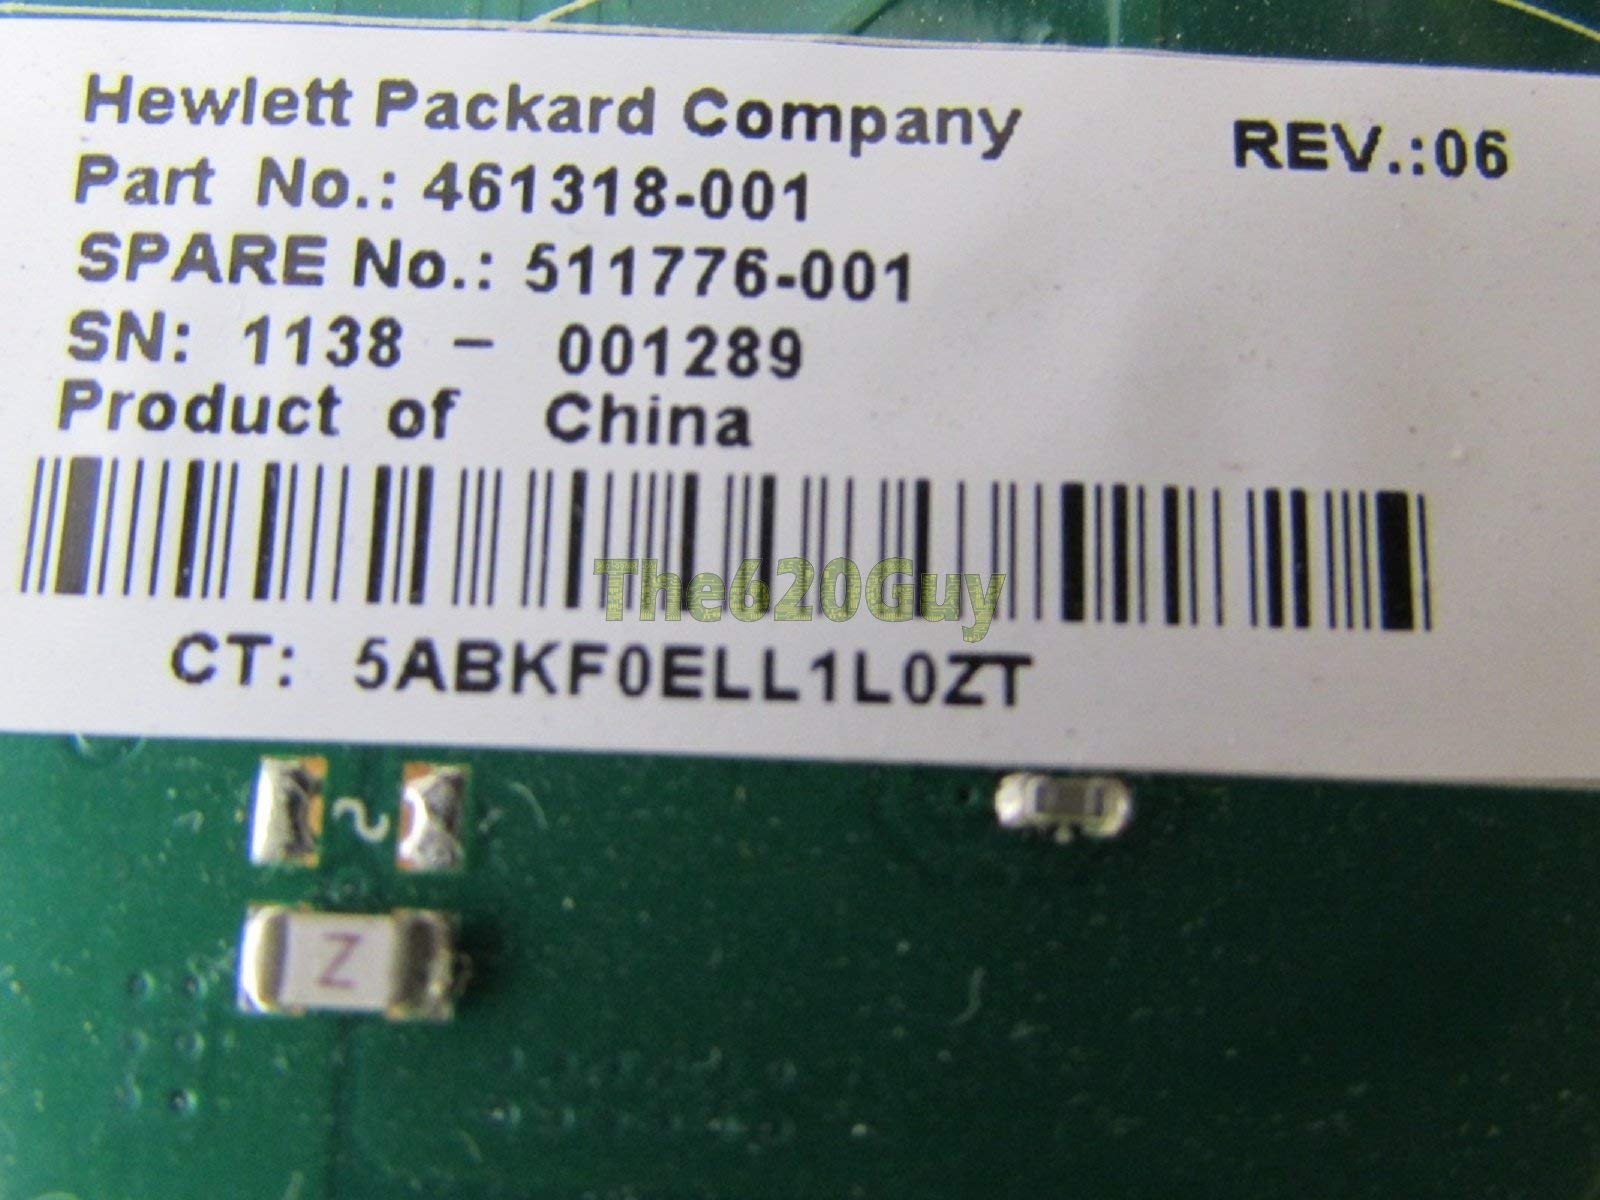 Hewlett Packard Company
REV.:06
Part No.: 461318-001
SPARE No.: 511776-001
SN: 1138 - 001289
Product of China
The620Guy
CT: 5ABKF0ELL1L0ZT
Z